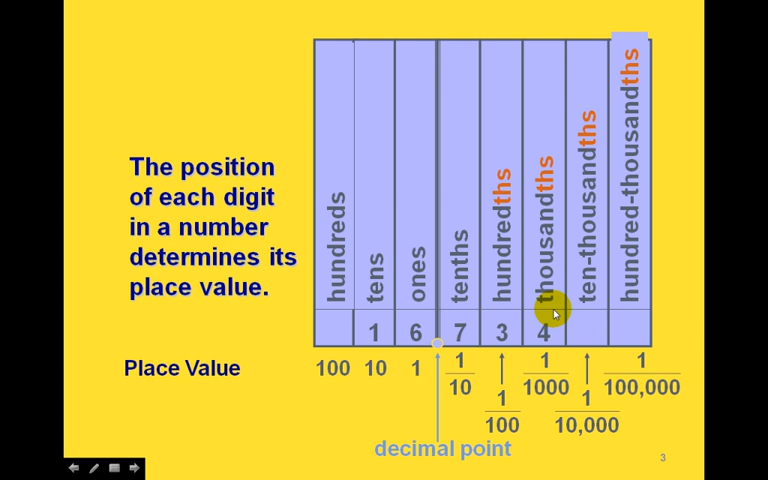 The position
of each digit
in a number
determines its
place value.
hundreds
tens
ones
tenths
hundredths
thousandths
ten-thousandths
hundred-thousandths
1 6 7 3 4
Place Value
100 10 1 1/10 1/100 1/1000 1/10,000 1/100,000
decimal point
3